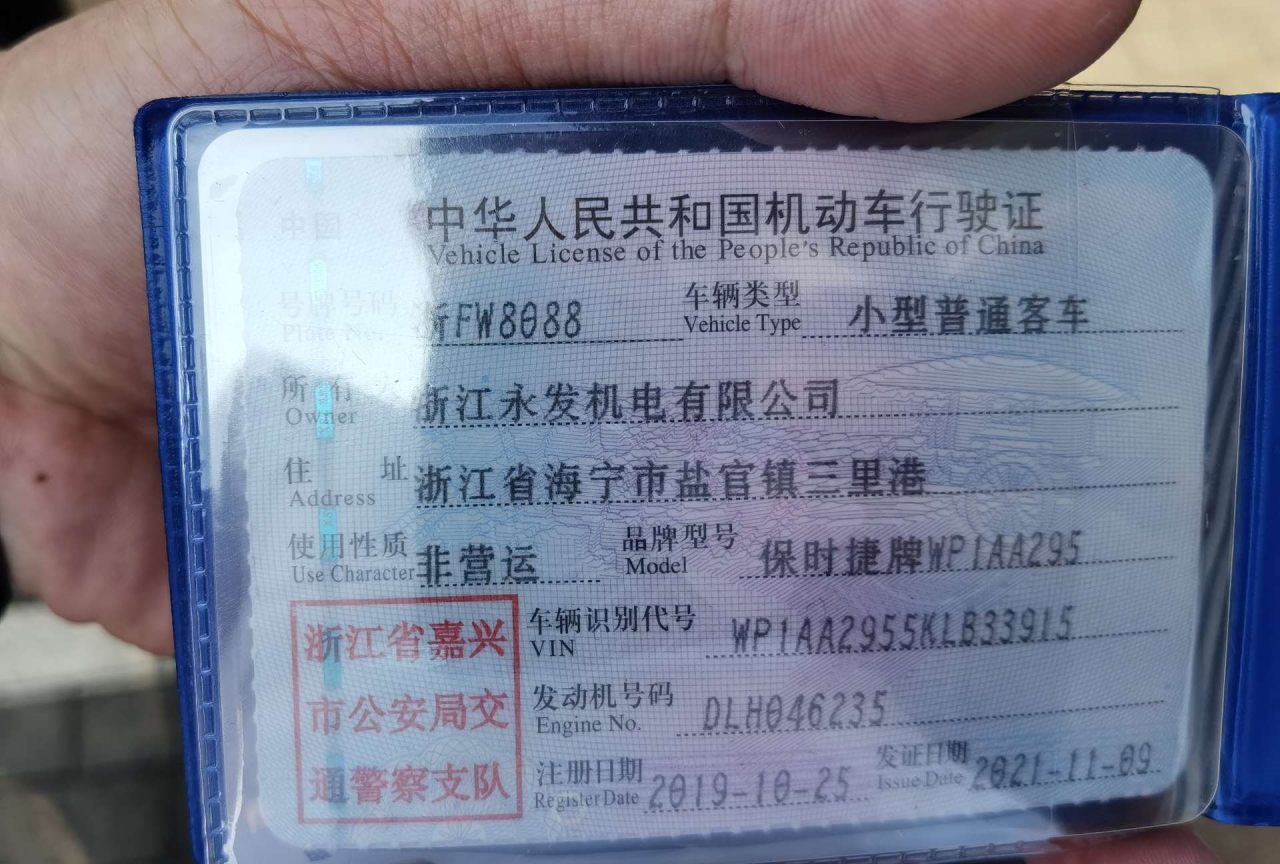 中国
中华人民共和国机动车行驶证
Vehicle License of the People's Republic of China
号牌号码 浙FW8088 车辆类型 小型普通客车
Plate No. Vehicle Type
所有人 浙江永发机电有限公司
Owner
住址 浙江省海宁市盐官镇三里港
Address
使用性质 非营运 品牌型号 保时捷牌WP1AA295
Use Character Model
浙江省嘉兴
市公安局交
通警察支队
车辆识别代号 WP1AA2955KLB33915
VIN
发动机号码 DLH046235
Engine No.
注册日期 2019-10-25 发证日期 2021-11-09
Register Date Issue Date